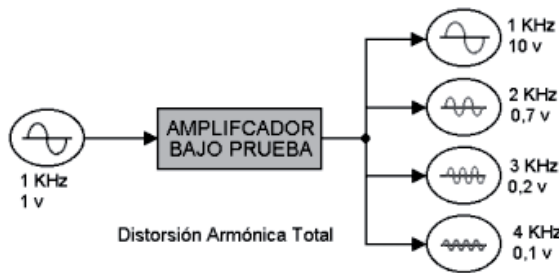 1 KHz
10 v
2 KHz
0,7 v
AMPLIFCADOR
BAJO PRUEBA
1 KHz
1 v
3 KHz
0,2 v
Distorsión Armónica Total
4 KHz
0,1 v